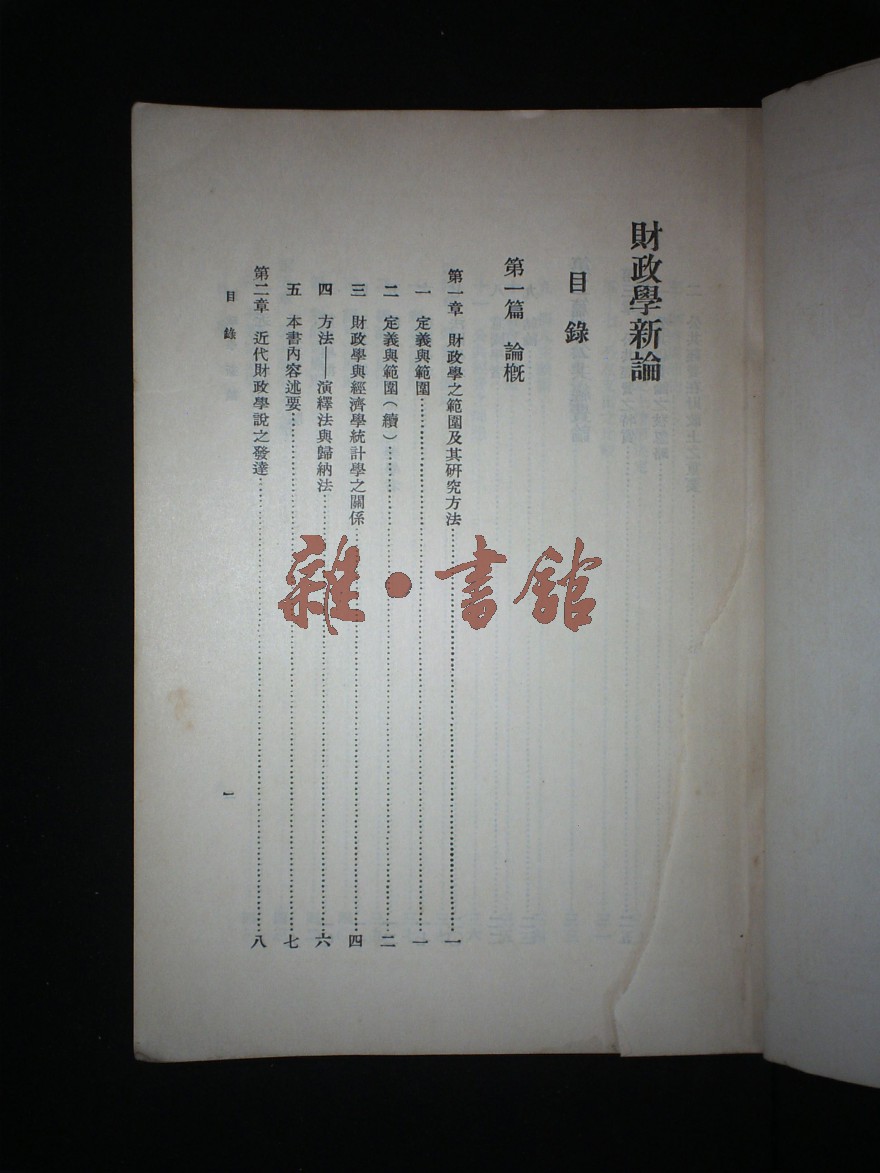 財政學新論
目錄
第一篇 論概
第一章 財政學之範圍及其研究方法……一
一 定義與範圍……一
二 定義與範圍(續)……二
三 財政學與經濟學統計學之關係……四
四 方法——演繹法與歸納法……六
五 本書內容述要……七
第二章 近代財政學說之發達……八
目錄
一
雜·書館